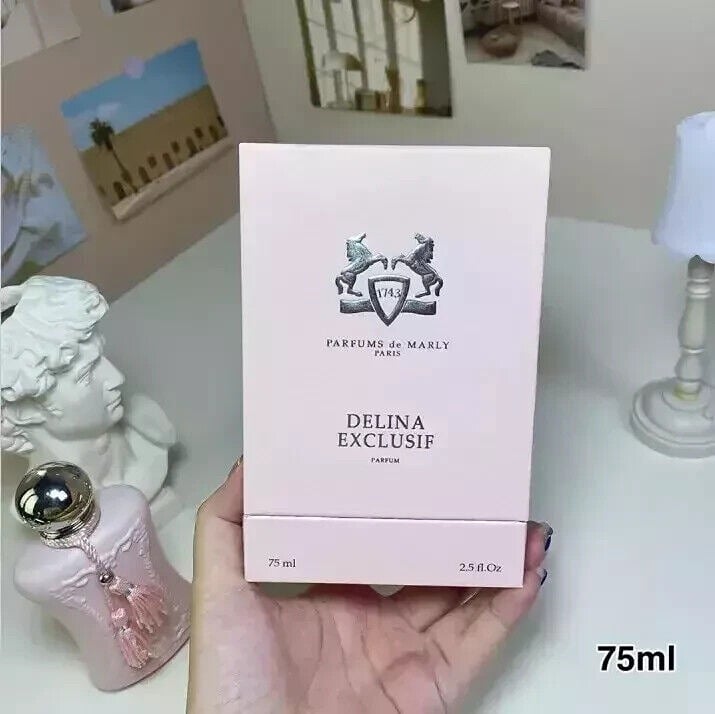 1743
PARFUMS de MARLY
PARIS
DELINA
EXCLUSIF
PARFUM
75 ml 2.5 fl.Oz
75ml